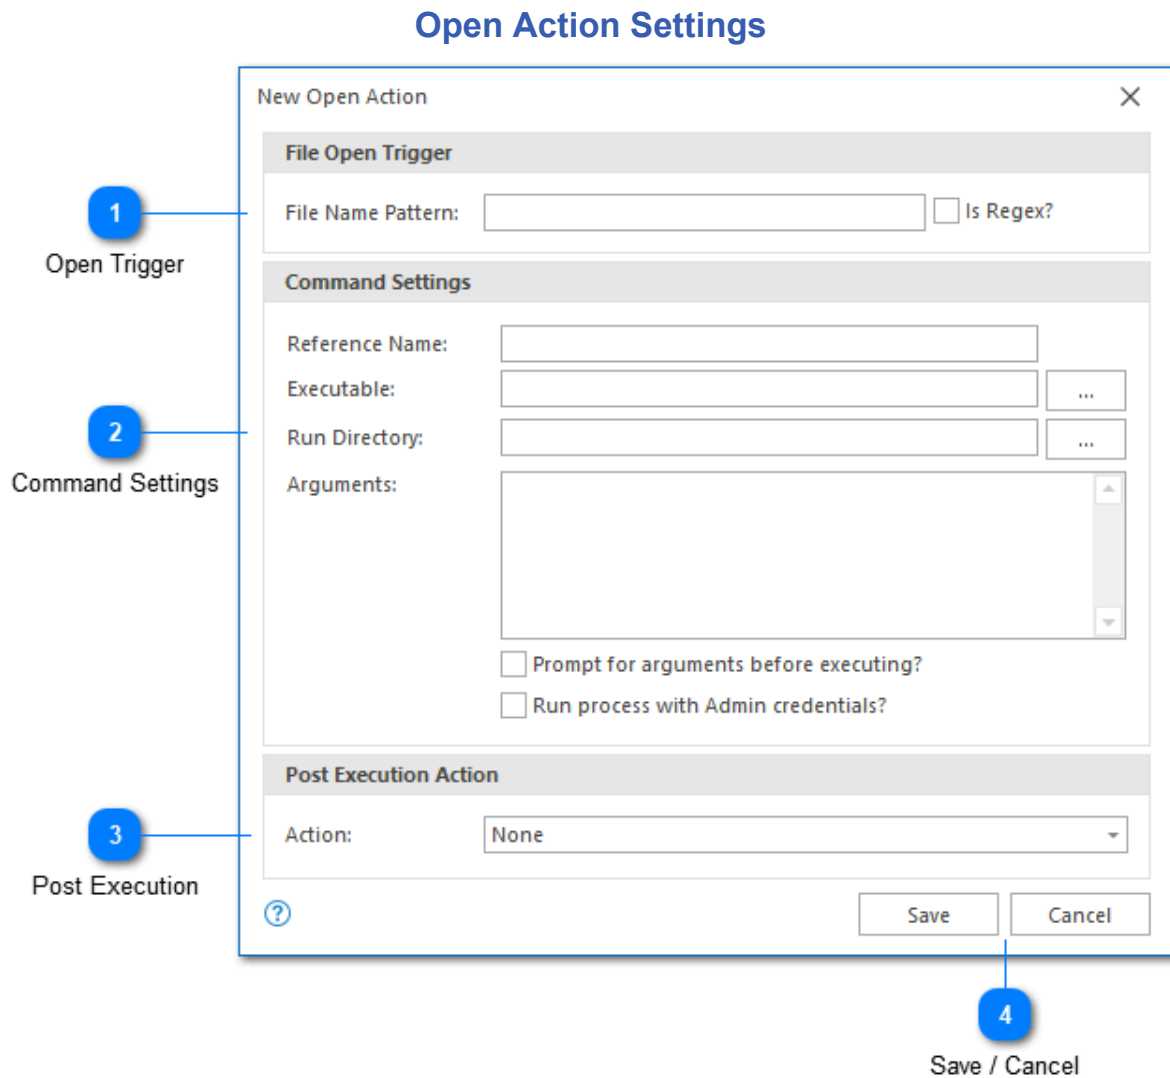 Open Action Settings
New Open Action
File Open Trigger
1
File Name Pattern:
Is Regex?
Open Trigger
Command Settings
Reference Name:
Executable:
...
2
Run Directory:
...
Command Settings
Arguments:
Prompt for arguments before executing?
Run process with Admin credentials?
Post Execution Action
3
Action:
None
Post Execution
?
Save
Cancel
4
Save / Cancel